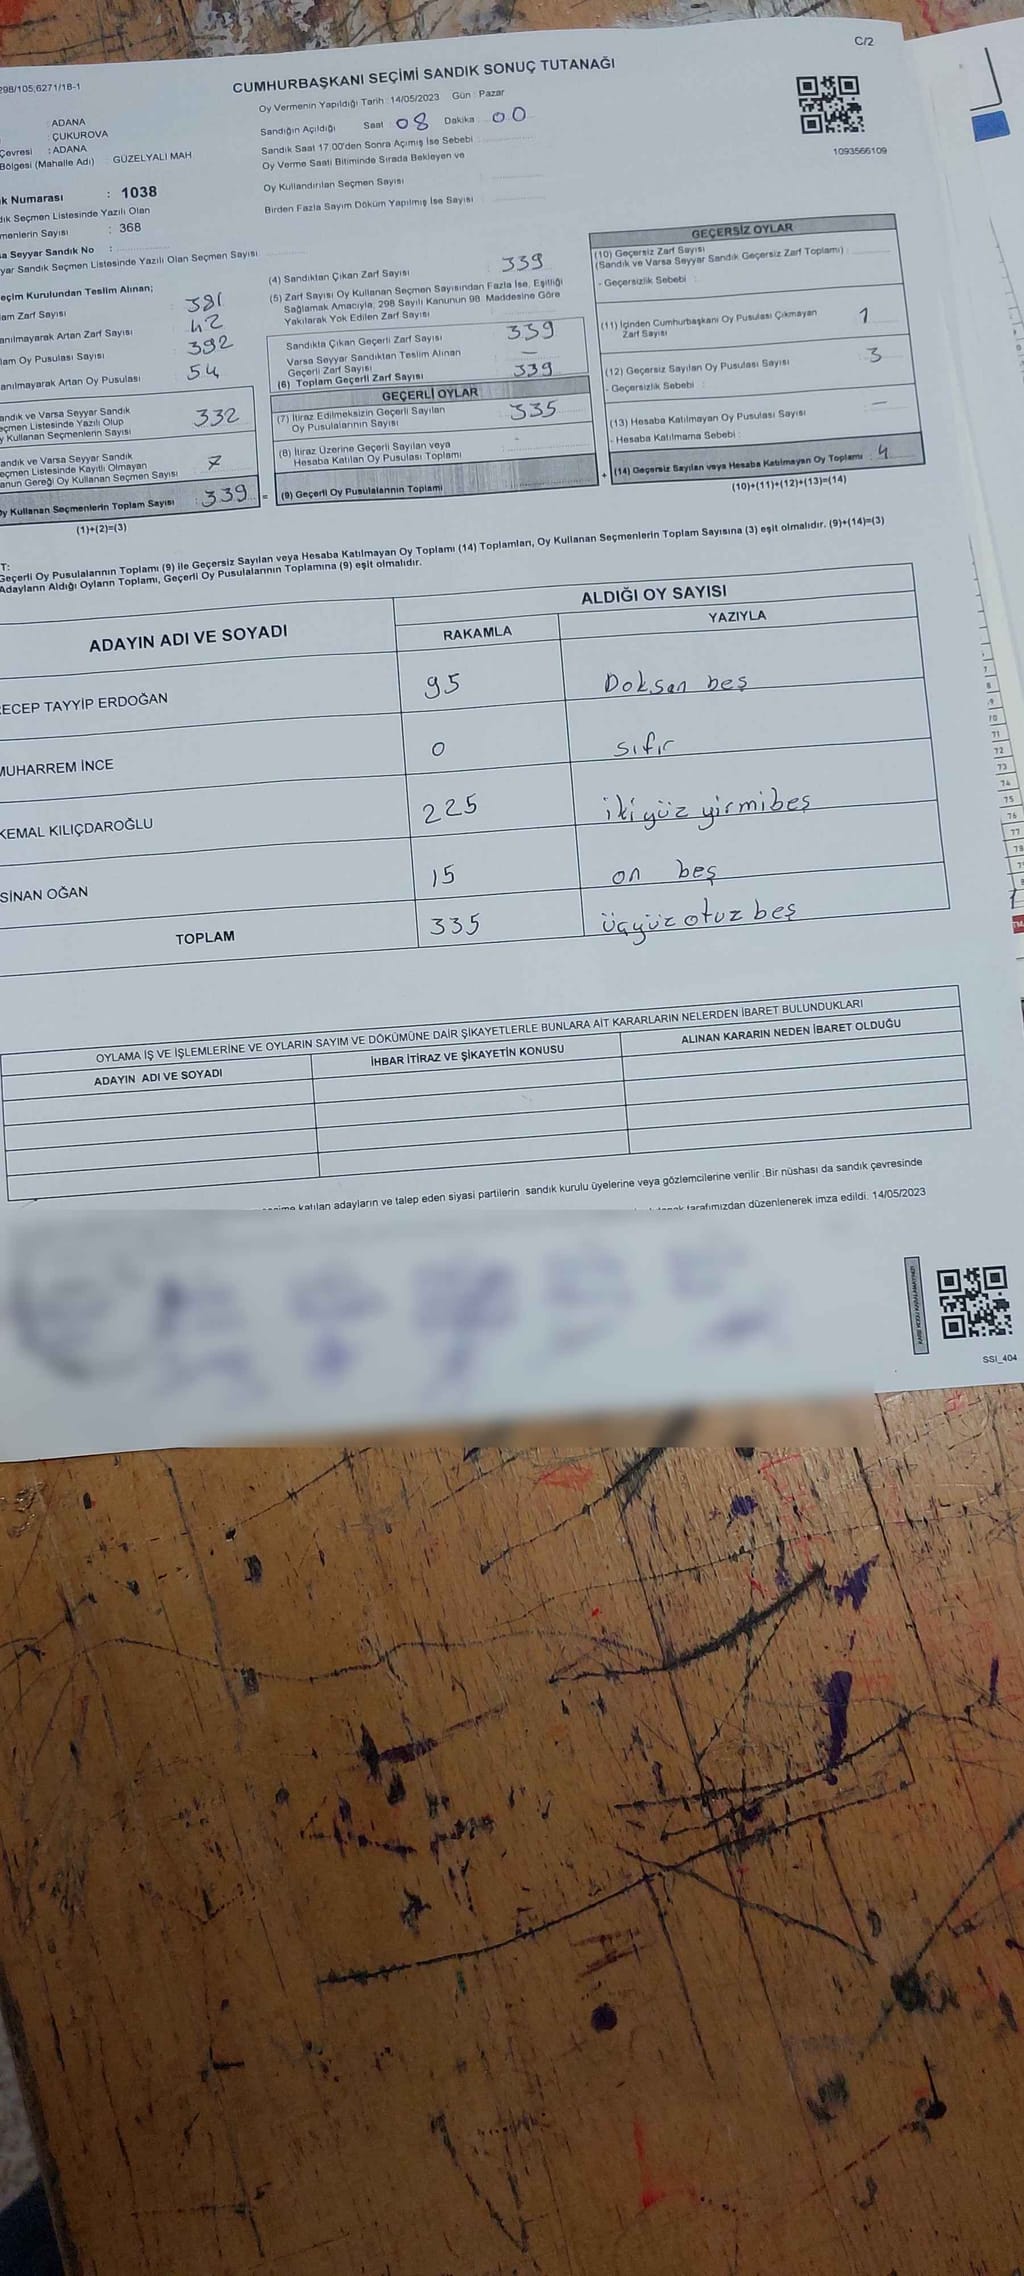 C/2
298/105;6271/18-1
CUMHURBAŞKANI SEÇİMİ SANDIK SONUÇ TUTANAĞI
Oy Vermenin Yapıldığı Tarih : 14/05/2023 Gün : Pazar
: ADANA
: ÇUKUROVA
Çevresi : ADANA
Bölgesi (Mahalle Adı) : GÜZELYALI MAH
Sandığın Açıldığı Saat : 08 Dakika : 00
Sandık Saat 17:00'den Sonra Açımış İse Sebebi :
Oy Verme Saati Bitiminde Sırada Bekleyen ve
Oy Kullandırılan Seçmen Sayısı :
Birden Fazla Sayım Döküm Yapılmış İse Sayısı :
1093566109
k Numarası : 1038
dık Seçmen Listesinde Yazılı Olan
menlerin Sayısı : 368
sa Seyyar Sandık No :
yar Sandık Seçmen Listesinde Yazılı Olan Seçmen Sayısı
eçim Kurulundan Teslim Alınan;
lam Zarf Sayısı : 381
anılmayarak Artan Zarf Sayısı : 42
lam Oy Pusulası Sayısı : 392
anılmayarak Artan Oy Pusulası : 54
andık ve Varsa Seyyar Sandık
eçmen Listesinde Yazılı Olup
y Kullanan Seçmenlerin Sayısı 332
andık ve Varsa Seyyar Sandık
eçmen Listesinde Kayıtlı Olmayan
anun Gereği Oy Kullanan Seçmen Sayısı : 7
y Kullanan Seçmenlerin Toplam Sayısı : 339 =
(1)+(2)=(3)
(4) Sandıktan Çıkan Zarf Sayısı : 339
(5) Zarf Sayısı Oy Kullanan Seçmen Sayısından Fazla İse, Eşitliği
Sağlamak Amacıyla, 298 Sayılı Kanunun 98. Maddesine Göre
Yakılarak Yok Edilen Zarf Sayısı :
Sandıkta Çıkan Geçerli Zarf Sayısı : 339
Varsa Seyyar Sandıktan Teslim Alınan
Geçerli Zarf Sayısı : —
(6) Toplam Geçerli Zarf Sayısı : 339
GEÇERLİ OYLAR
(7) İtiraz Edilmeksizin Geçerli Sayılan
Oy Pusulalarının Sayısı : 335
(8) İtiraz Üzerine Geçerli Sayılan veya
Hesaba Katılan Oy Pusulası Toplamı : -
(9) Geçerli Oy Pusulalarının Toplamı : +
GEÇERSİZ OYLAR
(10) Geçersiz Zarf Sayısı
(Sandık ve Varsa Seyyar Sandık Geçersiz Zarf Toplamı) :
- Geçersizlik Sebebi :
(11) İçinden Cumhurbaşkanı Oy Pusulası Çıkmayan
Zarf Sayısı : 1
(12) Geçersiz Sayılan Oy Pusulası Sayısı : 3
- Geçersizlik Sebebi :
(13) Hesaba Katılmayan Oy Pusulası Sayısı : —
- Hesaba Katılmama Sebebi :
(14) Geçersiz Sayılan veya Hesaba Katılmayan Oy Toplamı : 4
(10)+(11)+(12)+(13)=(14)
T:
Geçerli Oy Pusulalarının Toplamı (9) ile Geçersiz Sayılan veya Hesaba Katılmayan Oy Toplamı (14) Toplamları, Oy Kullanan Seçmenlerin Toplam Sayısına (3) eşit olmalıdır. (9)+(14)=(3)
Adayların Aldığı Oyların Toplamı, Geçerli Oy Pusulalarının Toplamına (9) eşit olmalıdır.
ADAYIN ADI VE SOYADI
ALDIĞI OY SAYISI
RAKAMLA YAZIYLA
RECEP TAYYİP ERDOĞAN 95 Doksan beş
MUHARREM İNCE 0 sıfır
KEMAL KILIÇDAROĞLU 225 ikiyüz yirmibeş
SİNAN OĞAN 15 on beş
TOPLAM 335 üçyüz otuz beş
OYLAMA İŞ VE İŞLEMLERİNE VE OYLARIN SAYIM VE DÖKÜMÜNE DAİR ŞİKAYETLERLE BUNLARA AİT KARARLARIN NELERDEN İBARET BULUNDUKLARI
ADAYIN ADI VE SOYADI İHBAR İTİRAZ VE ŞİKAYETİN KONUSU ALINAN KARARIN NEDEN İBARET OLDUĞU
katılan adayların ve talep eden siyasi partilerin sandık kurulu üyelerine veya gözlemcilerine verilir .Bir nüshası da sandık çevresinde
tarafımızdan düzenlenerek imza edildi. 14/05/2023
SSI_404
7
8
9
70
71
72
73
74
75
76
77
78